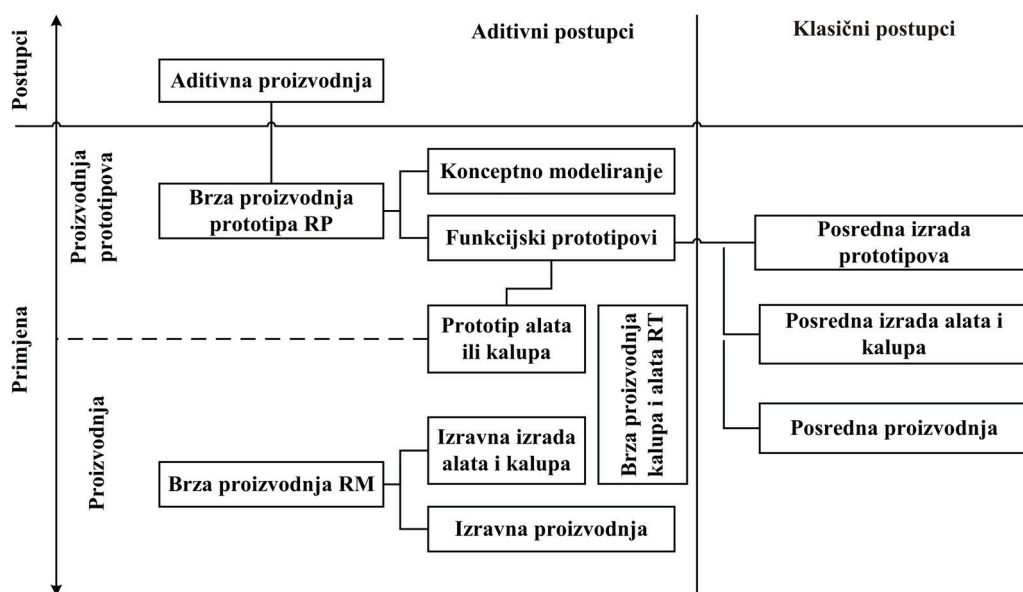 Aditivni postupci
Klasični postupci
Postupci
Aditivna proizvodnja
Proizvodnja
prototipova
Konceptno modeliranje
Brza proizvodnja
prototipa RP
Funkcijski prototipovi
Posredna izrada
prototipova
Primjena
Prototip alata
ili kalupa
Brza proizvodnja
kalupa i alata RT
Posredna izrada alata i
kalupa
Proizvodnja
Izravna izrada
alata i kalupa
Posredna proizvodnja
Brza proizvodnja RM
Izravna proizvodnja